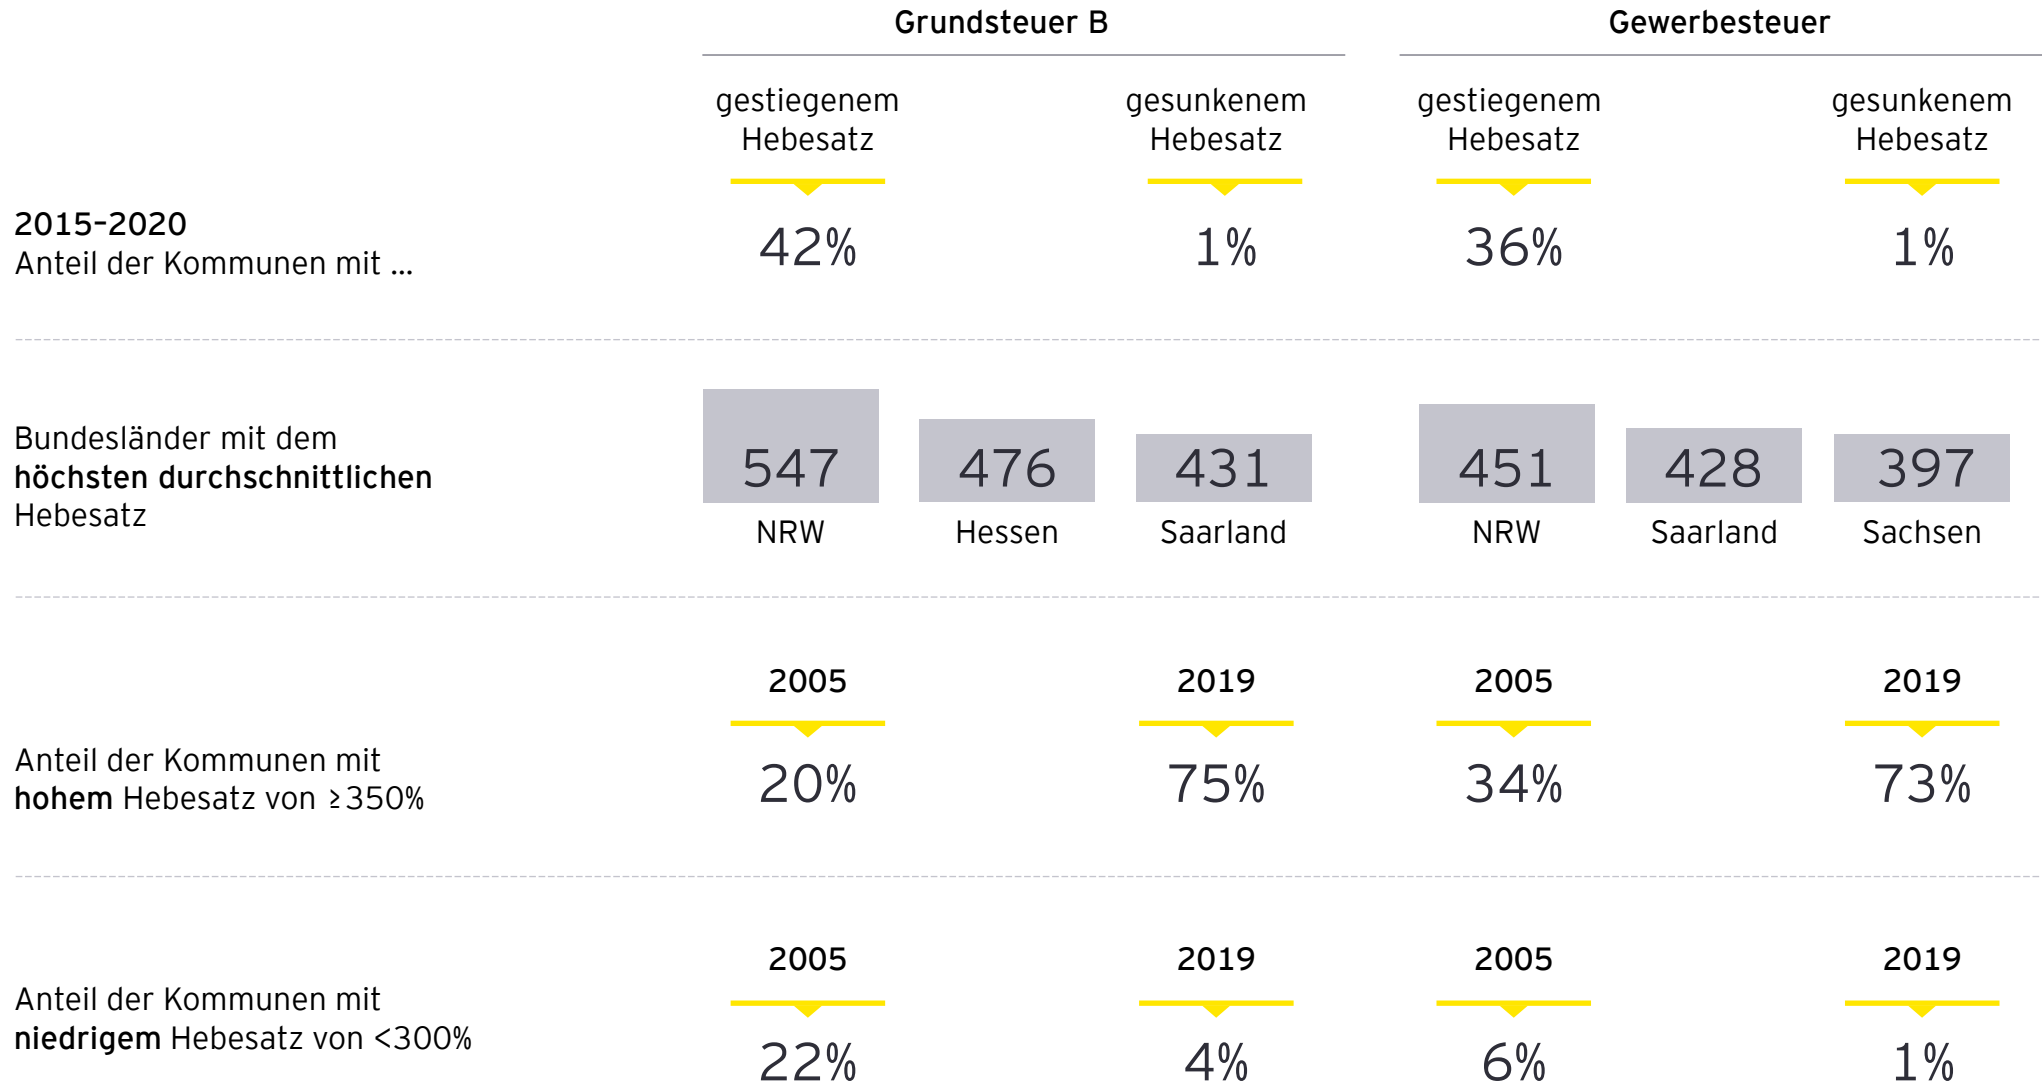 Grundsteuer B
Gewerbesteuer
gestiegenem
Hebesatz
gesunkenem
Hebesatz
gestiegenem
Hebesatz
gesunkenem
Hebesatz
2015–2020
Anteil der Kommunen mit ...
42%
1%
36%
1%
Bundesländer mit dem
höchsten durchschnittlichen
Hebesatz
547
476
431
451
428
397
NRW
Hessen
Saarland
NRW
Saarland
Sachsen
2005
2019
2005
2019
Anteil der Kommunen mit
hohem Hebesatz von ≥350%
20%
75%
34%
73%
2005
2019
2005
2019
Anteil der Kommunen mit
niedrigem Hebesatz von <300%
22%
4%
6%
1%